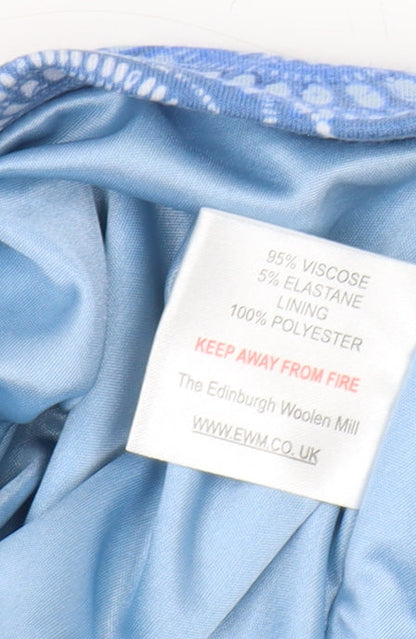 95% VISCOSE
5% ELASTANE
LINING
100% POLYESTER
KEEP AWAY FROM FIRE
The Edinburgh Woolen Mill
WWW.EWM.CO.UK